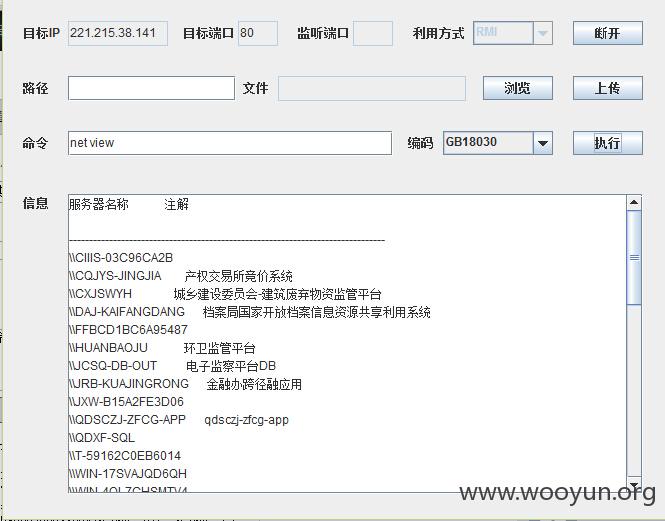 目标IP 221.215.38.141 目标端口 80 监听端口 利用方式 RMI 断开
路径 文件 浏览 上传
命令 net view 编码 GB18030 执行
信息 服务器名称 注解
-------------------------------------------------------------------------------
\\CIIIS-03C96CA2B
\\CQJYS-JINGJIA 产权交易所竞价系统
\\CXJSWYH 城乡建设委员会-建筑废弃物资监管平台
\\DAJ-KAIFANGDANG 档案局国家开放档案信息资源共享利用系统
\\FFBCD1BC6A95487
\\HUANBAOJU 环卫监管平台
\\JCSQ-DB-OUT 电子监察平台DB
\\JRB-KUAJINGRONG 金融办跨径融应用
\\JXW-B15A2FE3D06
\\QDSCZJ-ZFCG-APP qdsczj-zfcg-app
\\QDXF-SQL
\\T-59162C0EB6014
\\WIN-17SVAJQD6QH
\\WIN-4QL7CHSMTV4
www.wooyun.org